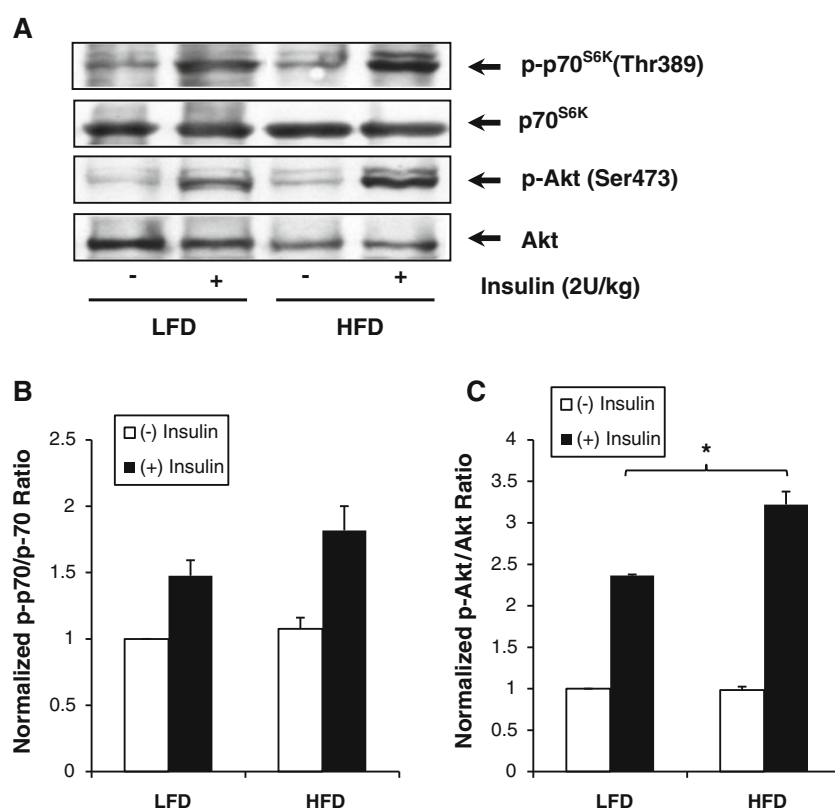 A
p-p70S6K(Thr389)
p70S6K
p-Akt (Ser473)
Akt
- + - + Insulin (2U/kg)
LFD HFD
B
(-) Insulin
(+) Insulin
Normalized p-p70/p-70 Ratio
2.5
2
1.5
1
0.5
0
LFD HFD
C
(-) Insulin
(+) Insulin
Normalized p-Akt/Akt Ratio
4
3.5
3
2.5
2
1.5
1
0.5
0
*
LFD HFD